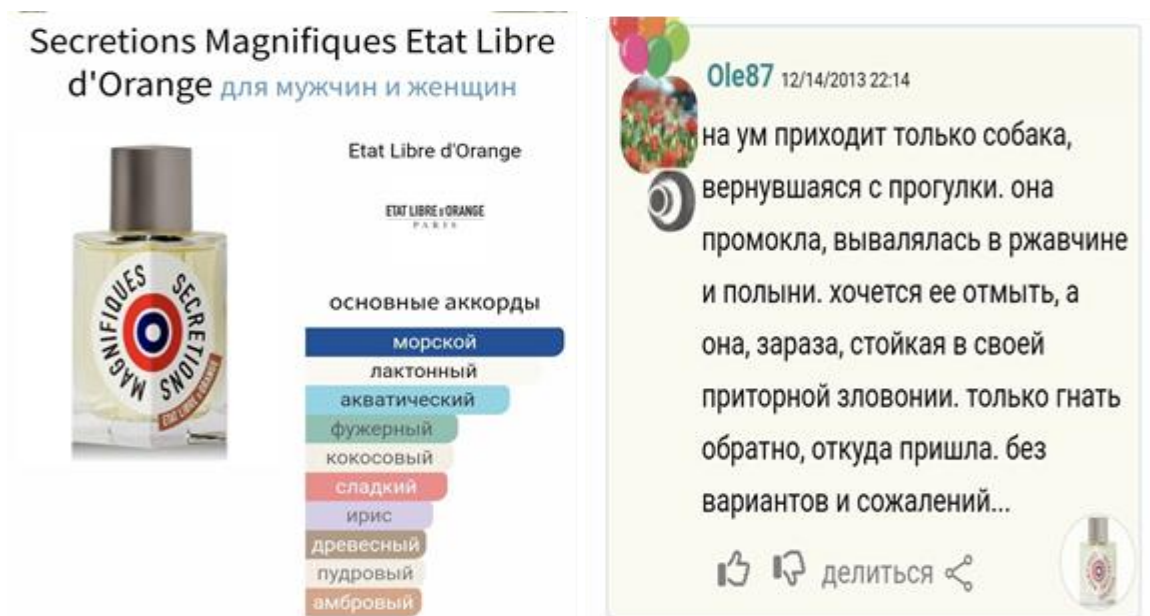 Secretions Magnifiques Etat Libre
d'Orange для мужчин и женщин
Etat Libre d'Orange
ETAT LIBRE D'ORANGE
PARIS
SECRETIONS
MAGNIFIQUES
ETAT LIBRE D'ORANGE
основные аккорды
морской
лактонный
акватический
фужерный
кокосовый
сладкий
ирис
древесный
пудровый
амбровый
Ole87 12/14/2013 22:14
на ум приходит только собака,
вернувшаяся с прогулки. она
промокла, вывалялась в ржавчине
и полыни. хочется ее отмыть, а
она, зараза, стойкая в своей
приторной зловонии. только гнать
обратно, откуда пришла. без
вариантов и сожалений...
делиться